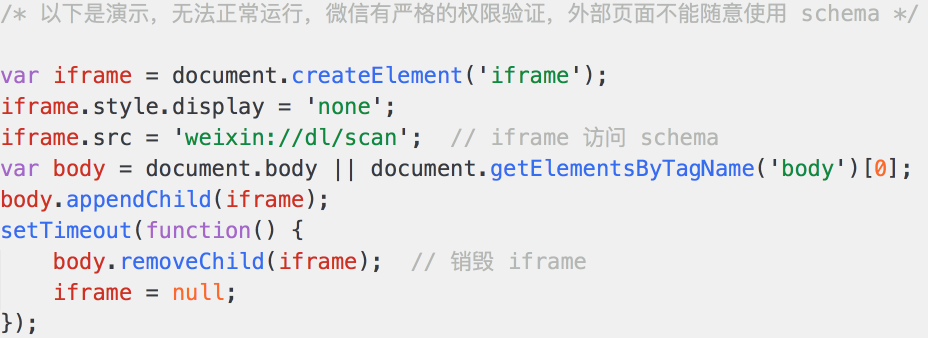 /* 以下是演示，无法正常运行，微信有严格的权限验证，外部页面不能随意使用 schema */
var iframe = document.createElement('iframe');
iframe.style.display = 'none';
iframe.src = 'weixin://dl/scan';  // iframe 访问 schema
var body = document.body || document.getElementsByTagName('body')[0];
body.appendChild(iframe);
setTimeout(function() {
    body.removeChild(iframe);  // 销毁 iframe
    iframe = null;
});